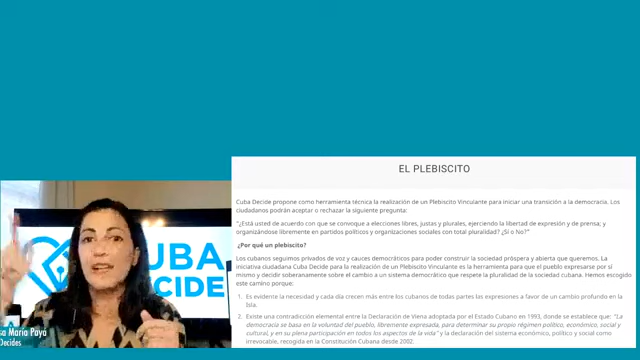 EL PLEBISCITO
Cuba Decide propone como herramienta técnica la realización de un Plebiscito Vinculante para iniciar una transición a la democracia. Los
ciudadanos podrán aceptar o rechazar la siguiente pregunta:
"¿Está usted de acuerdo con que se convoque a elecciones libres, justas y plurales, ejerciendo la libertad de expresión y de prensa; y
organizándose libremente en partidos políticos y organizaciones sociales con total pluralidad? ¿Sí o No?"
¿Por qué un plebiscito?
Los cubanos seguimos privados de voz y cauces democráticos para poder construir la sociedad próspera y abierta que queremos. La
iniciativa ciudadana Cuba Decide para la realización de un Plebiscito Vinculante es la herramienta para que el pueblo expresarse por sí
mismo y decidir soberanamente sobre el cambio a un sistema democrático que respete la pluralidad de la sociedad cubana. Hemos escogido
este camino porque:
1. Es evidente la necesidad y cada día crecen más entre los cubanos de todas partes las expresiones a favor de un cambio profundo en la
Isla.
2. Existe una contradicción elemental entre la Declaración de Viena adoptada por el Estado Cubano en 1993, donde se establece que: "La
democracia se basa en la voluntad del pueblo, libremente expresada, para determinar su propio régimen político, económico, social y
cultural, y en su plena participación en todos los aspectos de la vida" y la declaración del sistema económico, político y social como
irrevocable, recogida en la Constitución Cubana desde 2002.
UBA
CIDE
sa María Payá
Decides